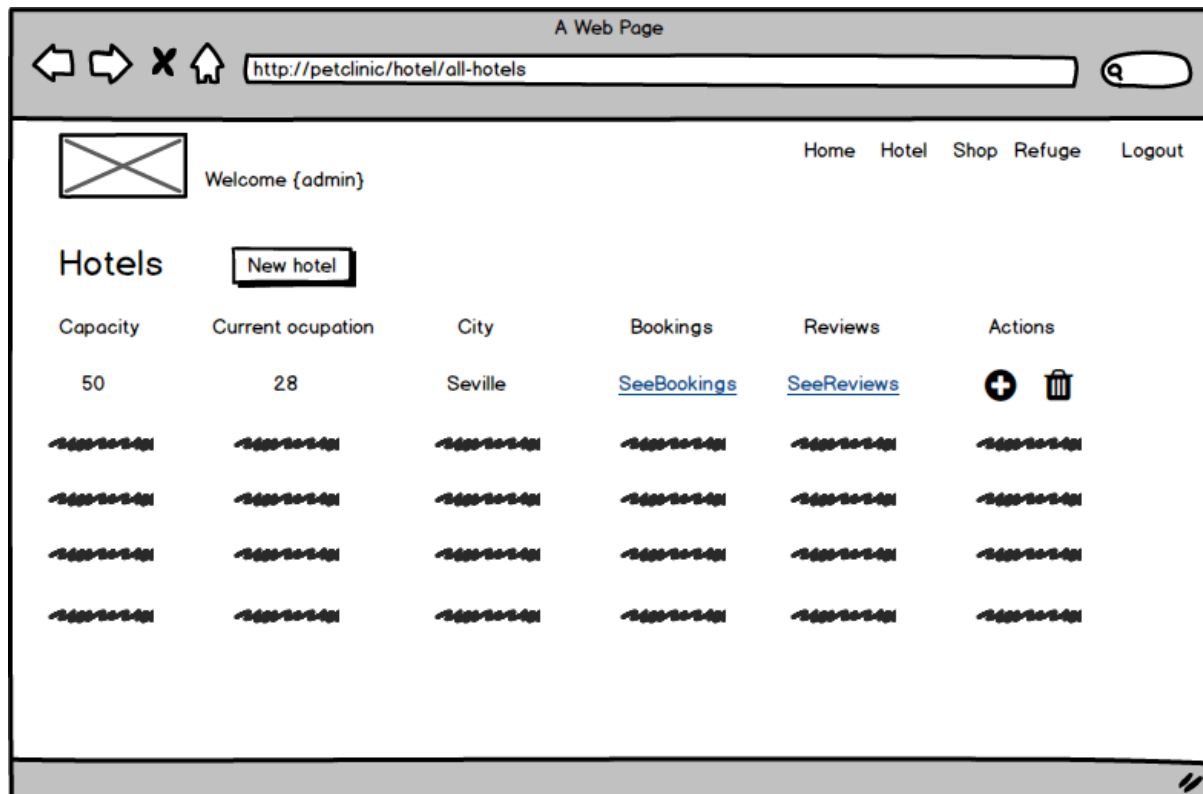 A Web Page
http://petclinic/hotel/all-hotels
Home Hotel Shop Refuge Logout
Welcome {admin}
Hotels New hotel
Capacity Current ocupation City Bookings Reviews Actions
50 28 Seville SeeBookings SeeReviews